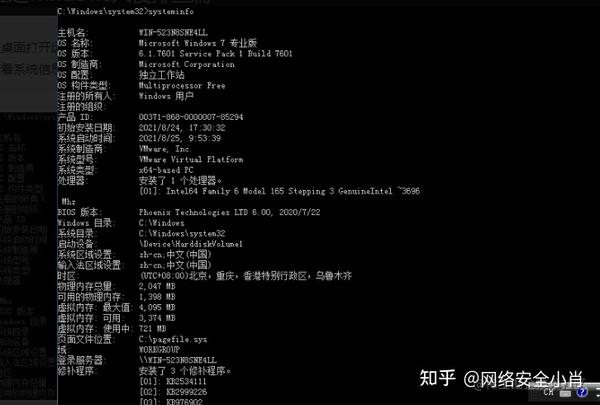 C:\Windows\system32>systeminfo
主机名: WIN-523N8SNE4LL
OS 名称: Microsoft Windows 7 专业版
OS 版本: 6.1.7601 Service Pack 1 Build 7601
OS 制造商: Microsoft Corporation
OS 配置: 独立工作站
OS 构件类型: Multiprocessor Free
注册的所有人: Windows 用户
注册的组织:
产品 ID: 00371-868-0000007-85294
初始安装日期: 2021/8/24, 17:30:32
系统启动时间: 2021/8/25, 9:53:39
系统制造商: VMware, Inc.
系统型号: VMware Virtual Platform
系统类型: x64-based PC
处理器: 安装了 1 个处理器。
[01]: Intel64 Family 6 Model 165 Stepping 3 GenuineIntel ~3696
Mhz
BIOS 版本: Phoenix Technologies LTD 6.00, 2020/7/22
Windows 目录: C:\Windows
系统目录: C:\Windows\system32
启动设备: \Device\HarddiskVolume1
系统区域设置: zh-cn;中文(中国)
输入法区域设置: zh-cn;中文(中国)
时区: (UTC+08:00)北京，重庆，香港特别行政区，乌鲁木齐
物理内存总量: 2,047 MB
可用的物理内存: 1,398 MB
虚拟内存: 最大值: 4,095 MB
虚拟内存: 可用: 3,374 MB
虚拟内存: 使用中: 721 MB
页面文件位置: C:\pagefile.sys
域: WORKGROUP
登录服务器: \\WIN-523N8SNE4LL
修补程序: 安装了 3 个修补程序。
[01]: KB2534111
[02]: KB2999226
[03]: KB976902
知乎 @网络安全小肖
CH